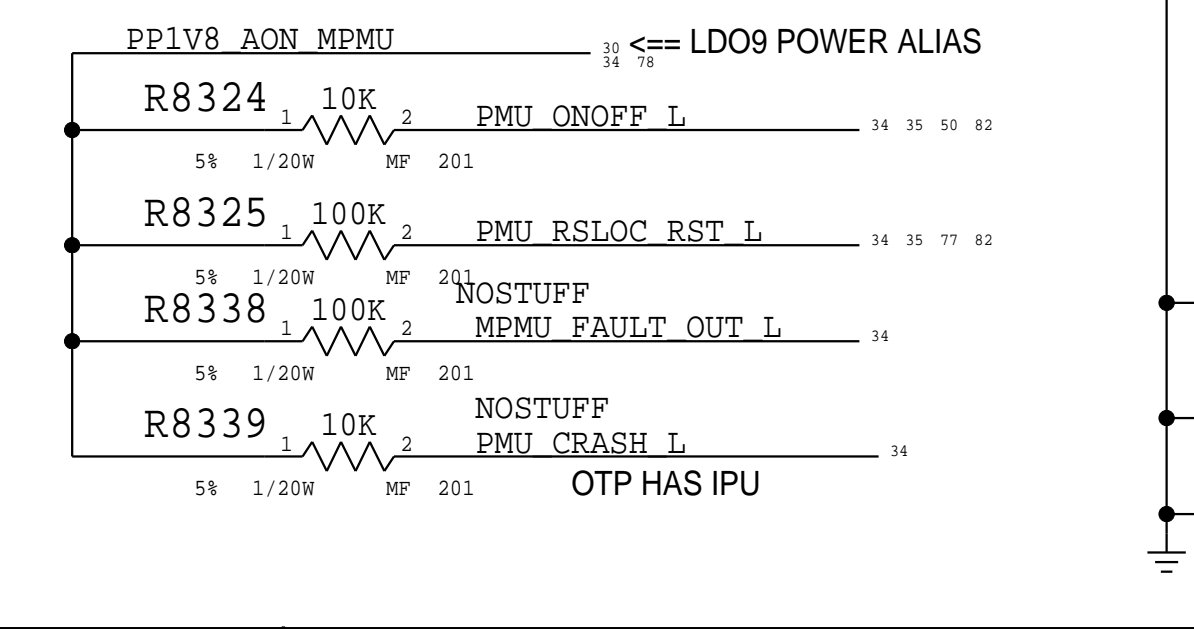 PP1V8_AON_MPMU 30 <== LDO9 POWER ALIAS
34 78
R8324 1 10K 2 PMU_ONOFF_L 34 35 50 82
5% 1/20W MF 201
R8325 1 100K 2 PMU_RSLOC_RST_L 34 35 77 82
5% 1/20W MF 201
NOSTUFF
R8338 1 100K 2 MPMU_FAULT_OUT_L 34
5% 1/20W MF 201
NOSTUFF
R8339 1 10K 2 PMU_CRASH_L 34
5% 1/20W MF 201 OTP HAS IPU